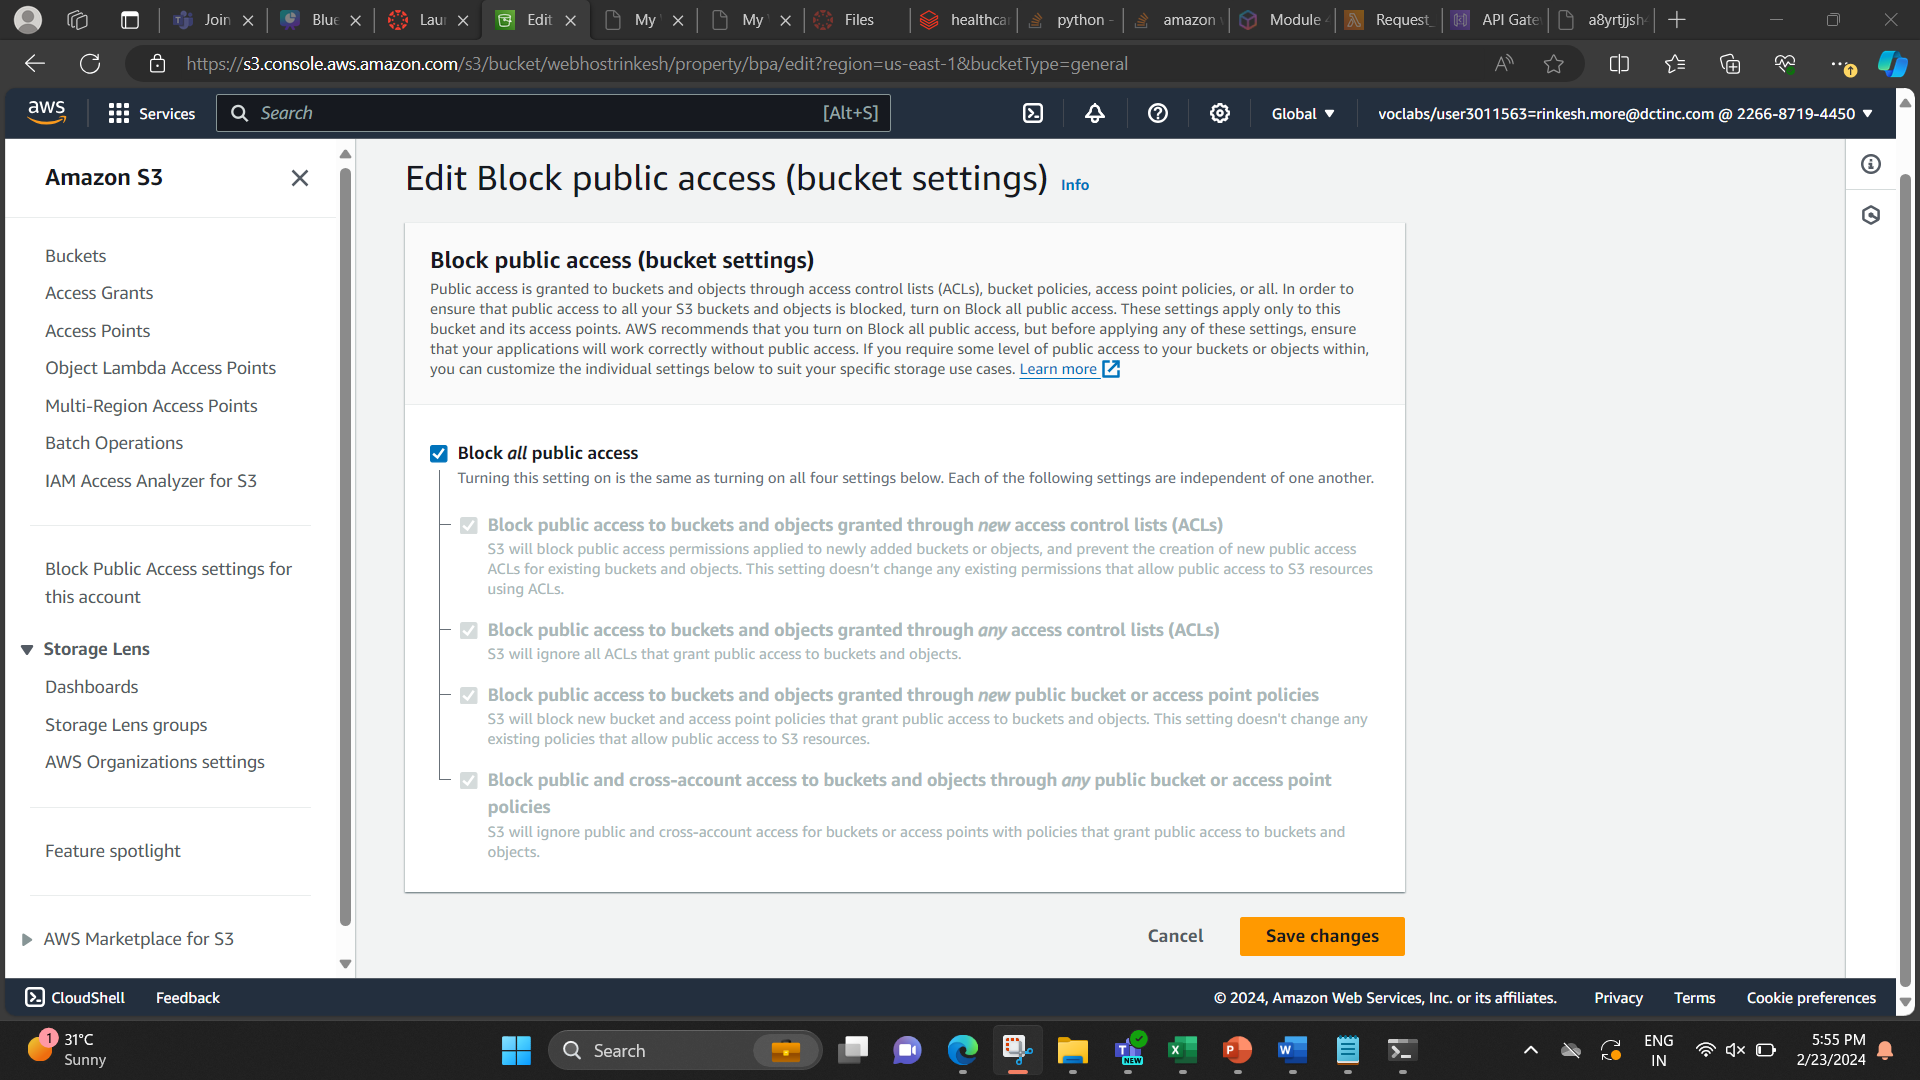 Join
Blue
Laun
Edit
My
My
Files
healthcar
python -
amazon
Module
Request_
API Gate
a8yrtjjsh
https://s3.console.aws.amazon.com/s3/bucket/webhostrinkesh/property/bpa/edit?region=us-east-1&bucketType=general
aws
Services
Search
[Alt+S]
Global
voclabs/user3011563=rinkesh.more@dctinc.com @ 2266-8719-4450
Amazon S3
Buckets
Access Grants
Access Points
Object Lambda Access Points
Multi-Region Access Points
Batch Operations
IAM Access Analyzer for S3
Block Public Access settings for
this account
Storage Lens
Dashboards
Storage Lens groups
AWS Organizations settings
Feature spotlight
AWS Marketplace for S3
Edit Block public access (bucket settings) Info
Block public access (bucket settings)
Public access is granted to buckets and objects through access control lists (ACLs), bucket policies, access point policies, or all. In order to
ensure that public access to all your S3 buckets and objects is blocked, turn on Block all public access. These settings apply only to this
bucket and its access points. AWS recommends that you turn on Block all public access, but before applying any of these settings, ensure
that your applications will work correctly without public access. If you require some level of public access to your buckets or objects within,
you can customize the individual settings below to suit your specific storage use cases. Learn more
Block all public access
Turning this setting on is the same as turning on all four settings below. Each of the following settings are independent of one another.
Block public access to buckets and objects granted through new access control lists (ACLs)
S3 will block public access permissions applied to newly added buckets or objects, and prevent the creation of new public access
ACLs for existing buckets and objects. This setting doesn't change any existing permissions that allow public access to S3 resources
using ACLs.
Block public access to buckets and objects granted through any access control lists (ACLs)
S3 will ignore all ACLs that grant public access to buckets and objects.
Block public access to buckets and objects granted through new public bucket or access point policies
S3 will block new bucket and access point policies that grant public access to buckets and objects. This setting doesn't change any
existing policies that allow public access to S3 resources.
Block public and cross-account access to buckets and objects through any public bucket or access point
policies
S3 will ignore public and cross-account access for buckets or access points with policies that grant public access to buckets and
objects.
Cancel
Save changes
CloudShell
Feedback
© 2024, Amazon Web Services, Inc. or its affiliates.
Privacy
Terms
Cookie preferences
1
31°C
Sunny
Search
NEW
ENG
IN
5:55 PM
2/23/2024